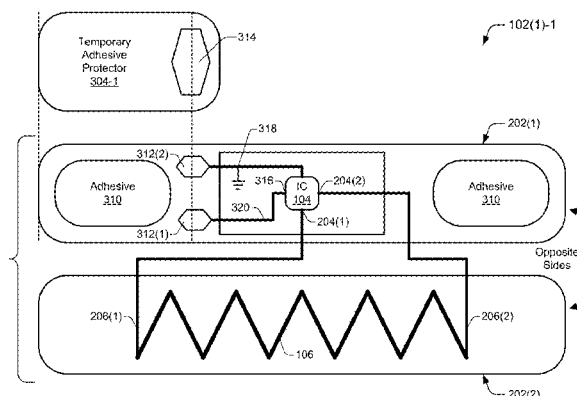 Temporary
Adhesive
Protector
304-1
314
102(1)-1
318
202(1)
312(2)
Adhesive
310
316
IC
104
204(2)
Adhesive
310
320
204(1)
312(1)
Opposite
Sides
206(1)
106
206(2)
202(2)